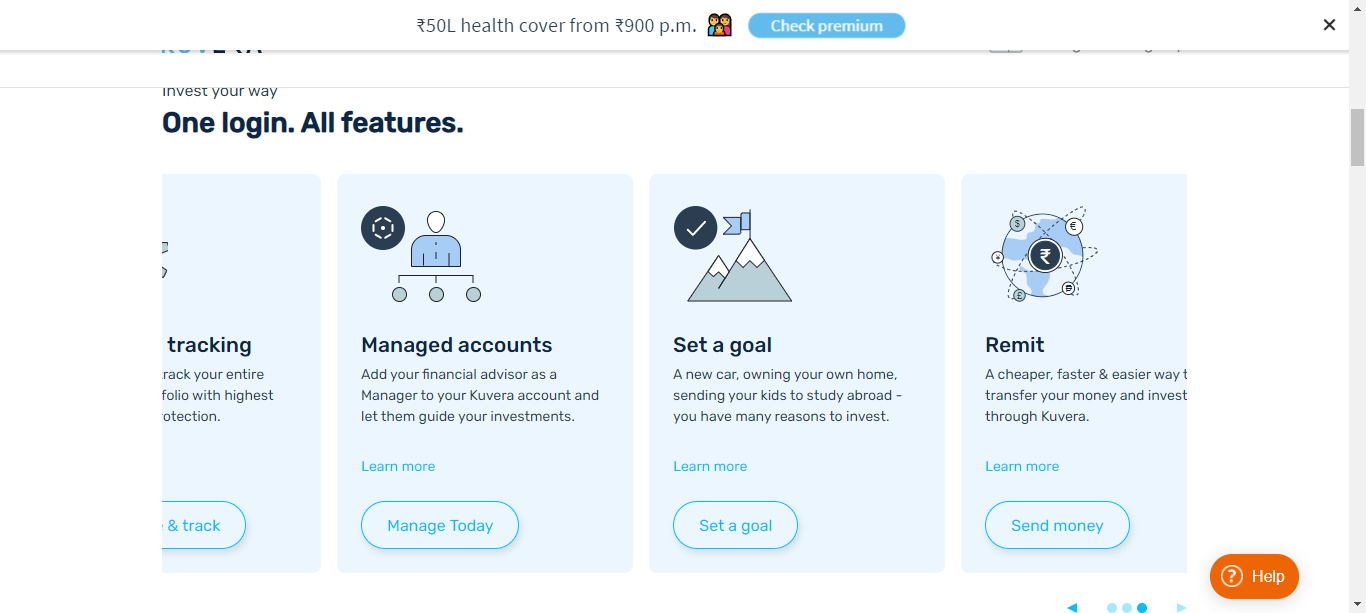 ₹50L health cover from ₹900 p.m.
Check premium
Invest your way
One login. All features.
tracking
track your entire
folio with highest
otection.
& track
Managed accounts
Add your financial advisor as a
Manager to your Kuvera account and
let them guide your investments.
Learn more
Manage Today
Set a goal
A new car, owning your own home,
sending your kids to study abroad -
you have many reasons to invest.
Learn more
Set a goal
Remit
A cheaper, faster & easier way t
transfer your money and invest
through Kuvera.
Learn more
Send money
Help